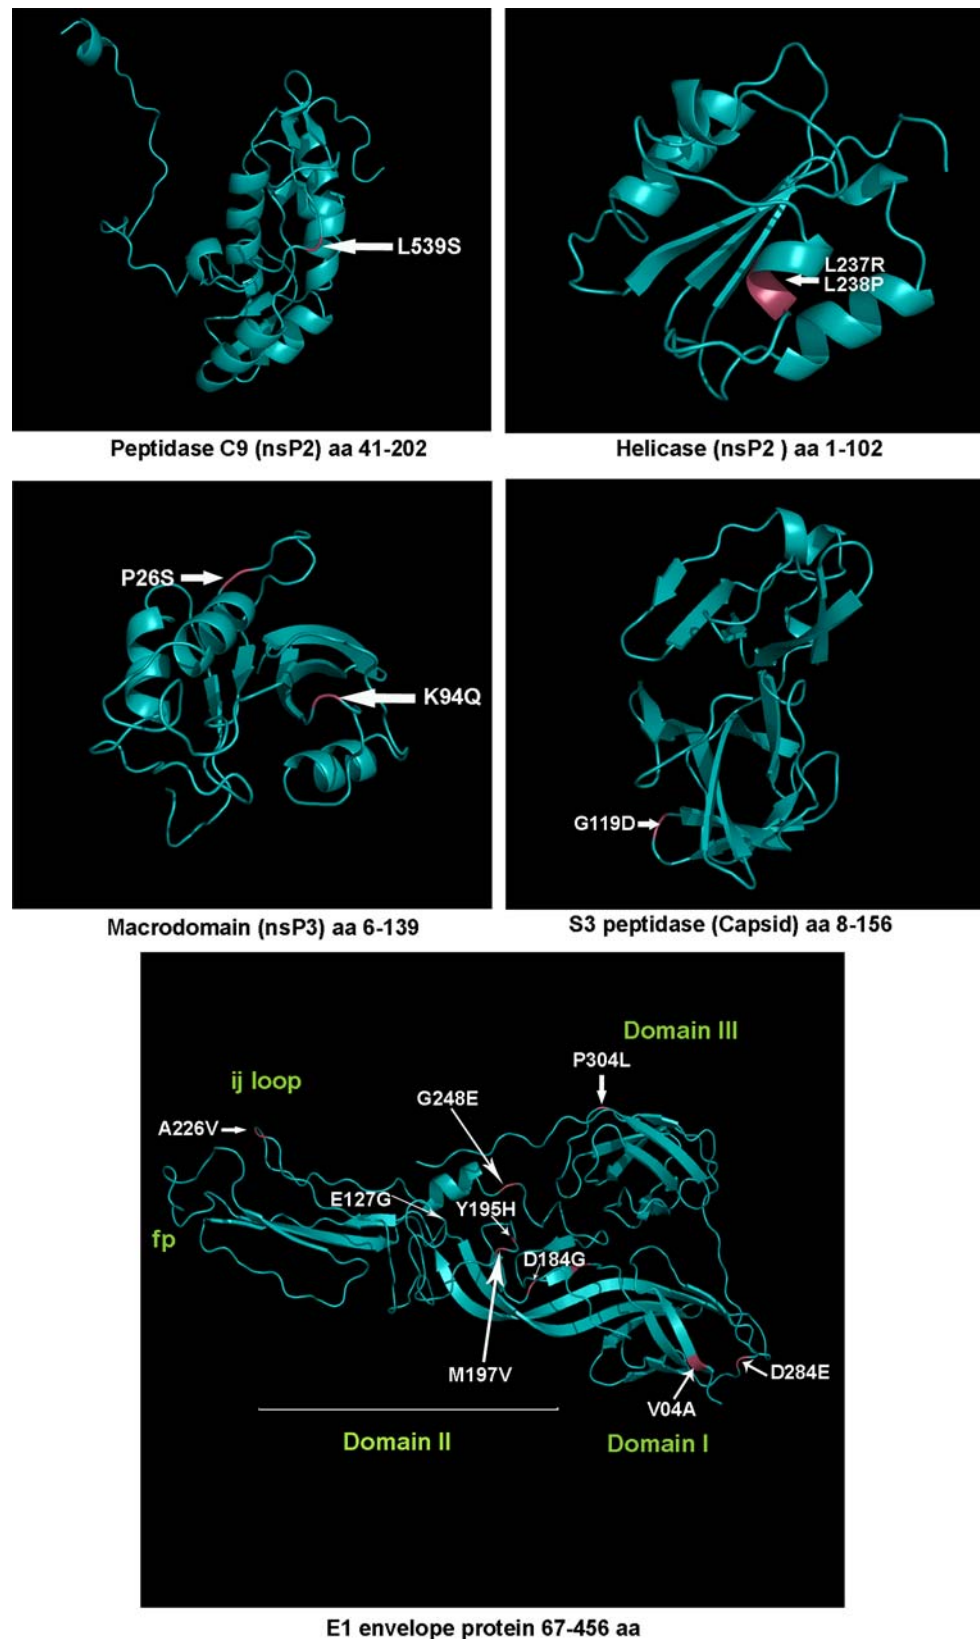 L539S
Peptidase C9 (nsP2) aa 41-202
L237R
L238P
Helicase (nsP2 ) aa 1-102
P26S
K94Q
Macrodomain (nsP3) aa 6-139
G119D
S3 peptidase (Capsid) aa 8-156
Domain III
P304L
ij loop
G248E
A226V
E127G
Y195H
fp
D184G
M197V
D284E
V04A
Domain II
Domain I
E1 envelope protein 67-456 aa